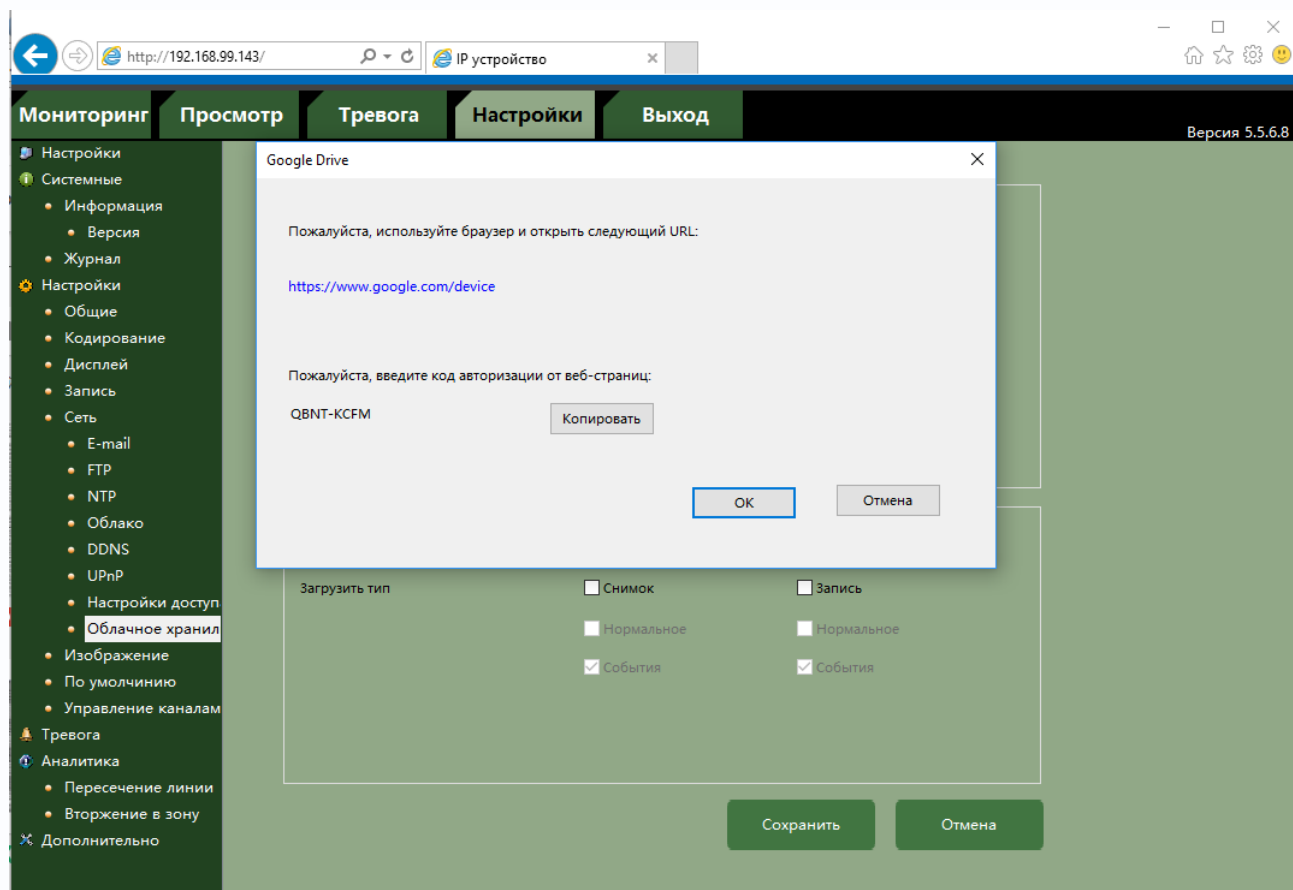 http://192.168.99.143/
IP устройство
Мониторинг
Просмотр
Тревога
Настройки
Выход
Версия 5.5.6.8
Настройки
Системные
Информация
Версия
Журнал
Настройки
Общие
Кодирование
Дисплей
Запись
Сеть
E-mail
FTP
NTP
Облако
DDNS
UPnP
Настройки доступ
Облачное хранил
Изображение
По умолчинию
Управление каналам
Тревога
Аналитика
Пересечение линии
Вторжение в зону
Дополнительно
Google Drive
Пожалуйста, используйте браузер и открыть следующий URL:
https://www.google.com/device
Пожалуйста, введите код авторизации от веб-страниц:
QBNT-KCFM
Копировать
OK
Отмена
Загрузить тип
Снимок
Запись
Нормальное
Нормальное
События
События
Сохранить
Отмена